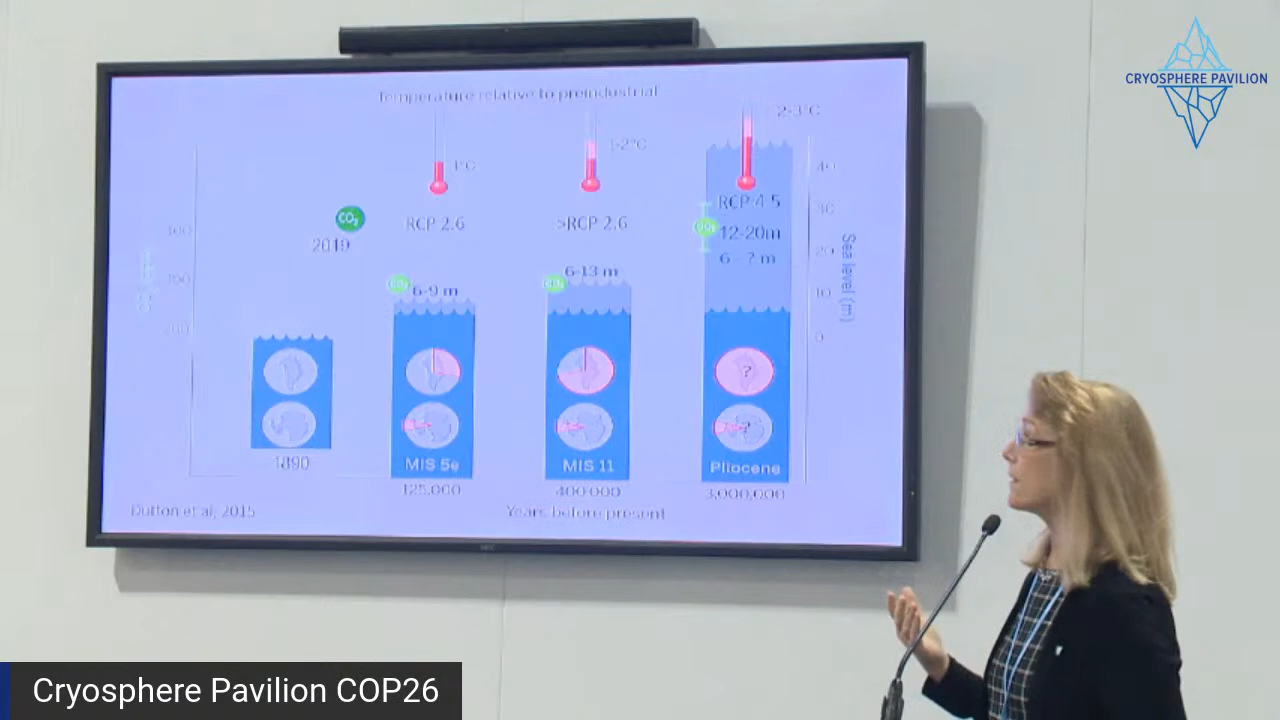 CRYOSPHERE PAVILION
Temperature relative to preindustrial
2-3°C
1-2°C
1°C
40
RCP 4.5
30
CO₂
RCP 2.6
>RCP 2.6
12-20m
2019
20
6 - ? m
Sea level (m)
6-13 m
CO₂
CO₂
6-9 m
10
0
?
?
1890
MIS 5e
MIS 11
Pliocene
125,000
400,000
3,000,000
Dutton et al, 2015
Years before present
Cryosphere Pavilion COP26